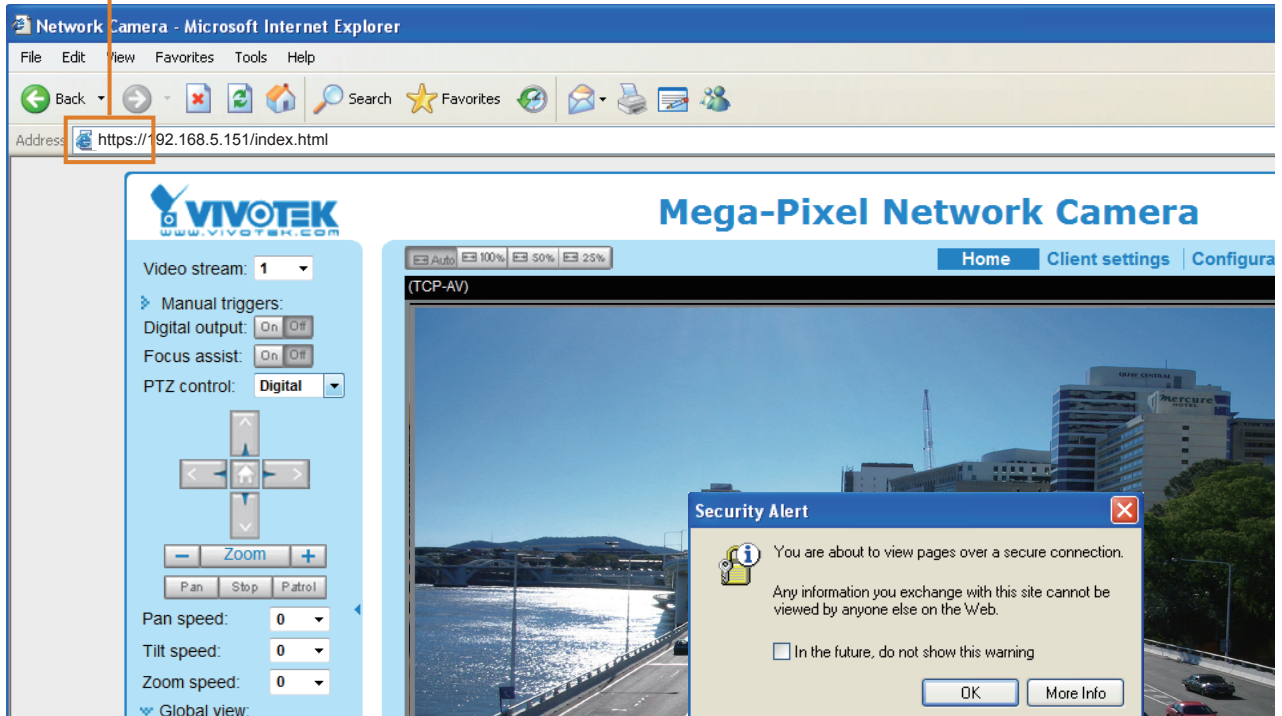 Network Camera - Microsoft Internet Explorer
File Edit View Favorites Tools Help
Back Search Favorites
Address https://192.168.5.151/index.html
VIVOTEK
WWW.VIVOTEK.COM
Mega-Pixel Network Camera
Auto 100% 50% 25%
Home Client settings Configura
(TCP-AV)
Video stream: 1
Manual triggers:
Digital output: On Off
Focus assist: On Off
PTZ control: Digital
Zoom
Pan Stop Patrol
Pan speed: 0
Tilt speed: 0
Zoom speed: 0
Global view:
QUAY CENTRAL
Mercure
HOTEL
Security Alert
You are about to view pages over a secure connection.
Any information you exchange with this site cannot be
viewed by anyone else on the Web.
In the future, do not show this warning
OK More Info